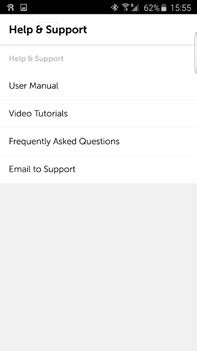 62% 15:55
Help & Support
Help & Support
User Manual
Video Tutorials
Frequently Asked Questions
Email to Support